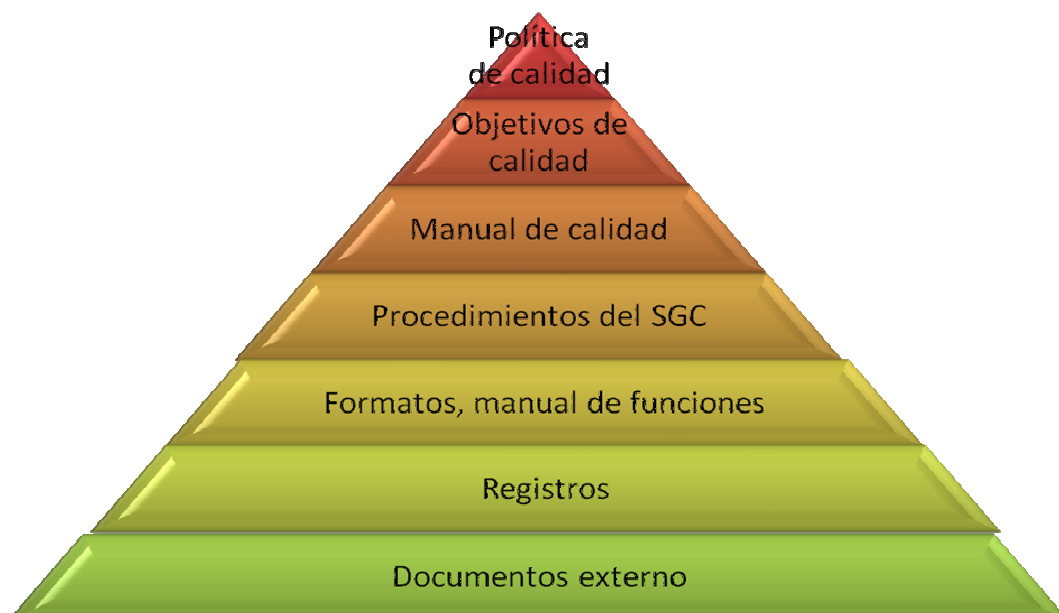 Política
de calidad
Objetivos de
calidad
Manual de calidad
Procedimientos del SGC
Formatos, manual de funciones
Registros
Documentos externo